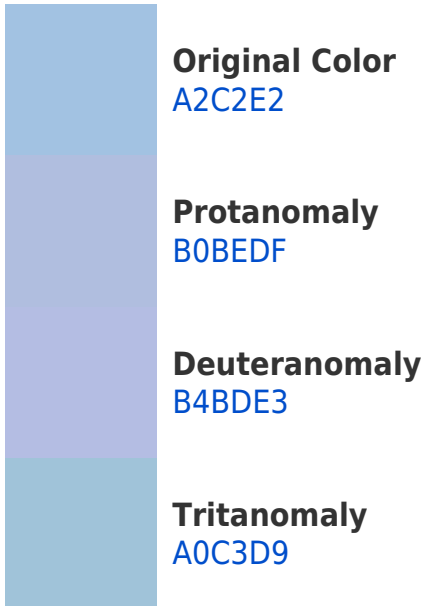 Original Color
A2C2E2
Protanomaly
B0BEDF
Deuteranomaly
B4BDE3
Tritanomaly
A0C3D9